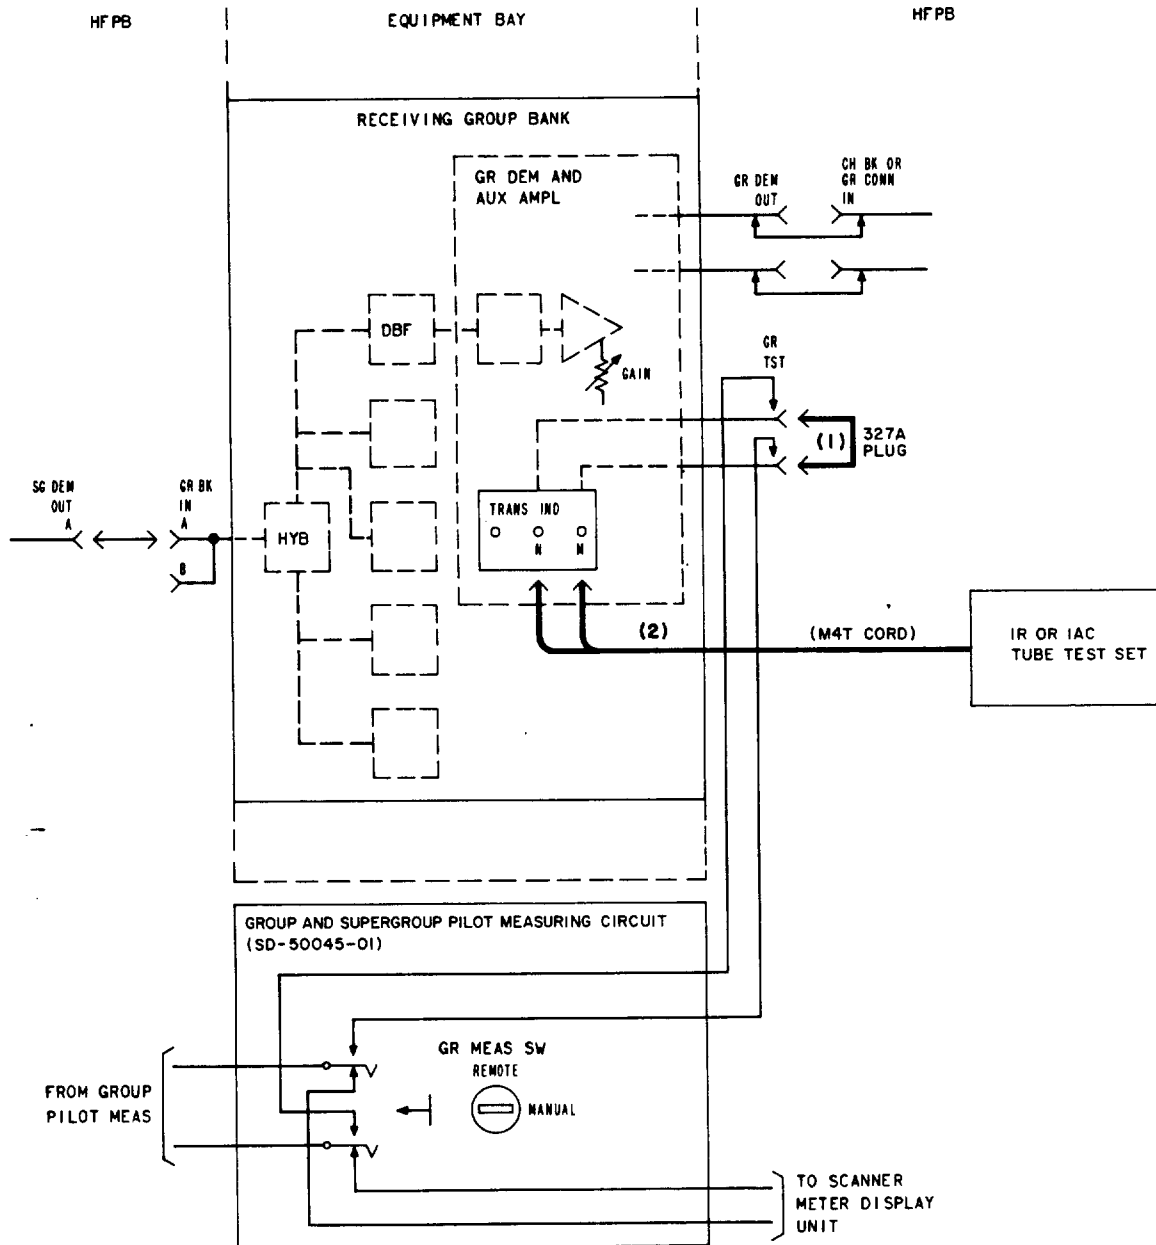 HFPB
EQUIPMENT BAY
HFPB
RECEIVING GROUP BANK
GR DEM AND
AUX AMPL
GR DEM
OUT
CH BK OR
GR CONN
IN
DBF
GAIN
GR
TST
(1)
327A
PLUG
SG DEM
OUT
A
GR BK
IN
A
B
HYB
TRANS IND
N
M
(2)
(M4T CORD)
IR OR IAC
TUBE TEST SET
GROUP AND SUPERGROUP PILOT MEASURING CIRCUIT
(SD-50045-01)
GR MEAS SW
REMOTE
MANUAL
FROM GROUP
PILOT MEAS
TO SCANNER
METER DISPLAY
UNIT